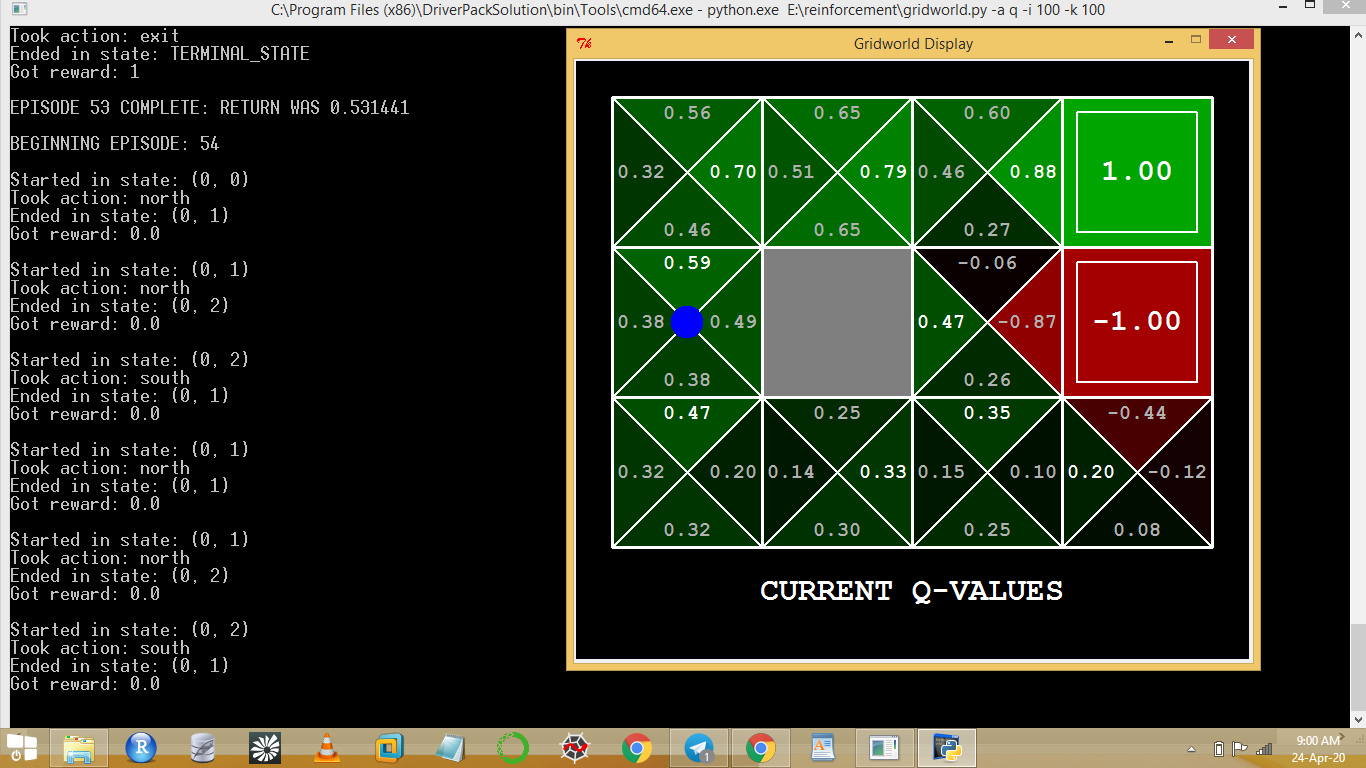 C:\Program Files (x86)\DriverPackSolution\bin\Tools\cmd64.exe - python.exe E:\reinforcement\gridworld.py -a q -i 100 -k 100
Took action: exit
Ended in state: TERMINAL_STATE
Got reward: 1
EPISODE 53 COMPLETE: RETURN WAS 0.531441
BEGINNING EPISODE: 54
Started in state: (0, 0)
Took action: north
Ended in state: (0, 1)
Got reward: 0.0
Started in state: (0, 1)
Took action: north
Ended in state: (0, 2)
Got reward: 0.0
Started in state: (0, 2)
Took action: south
Ended in state: (0, 1)
Got reward: 0.0
Started in state: (0, 1)
Took action: north
Ended in state: (0, 1)
Got reward: 0.0
Started in state: (0, 1)
Took action: north
Ended in state: (0, 2)
Got reward: 0.0
Started in state: (0, 2)
Took action: south
Ended in state: (0, 1)
Got reward: 0.0
Gridworld Display
0.56 0.65 0.60
0.32 0.70 0.51 0.79 0.46 0.88 1.00
0.46 0.65 0.27
0.59 -0.06
0.38 0.49 0.47 -0.87 -1.00
0.38 0.26
0.47 0.25 0.35 -0.44
0.32 0.20 0.14 0.33 0.15 0.10 0.20 -0.12
0.32 0.30 0.25 0.08
CURRENT Q-VALUES
R
1
A
9:00 AM
24-Apr-20